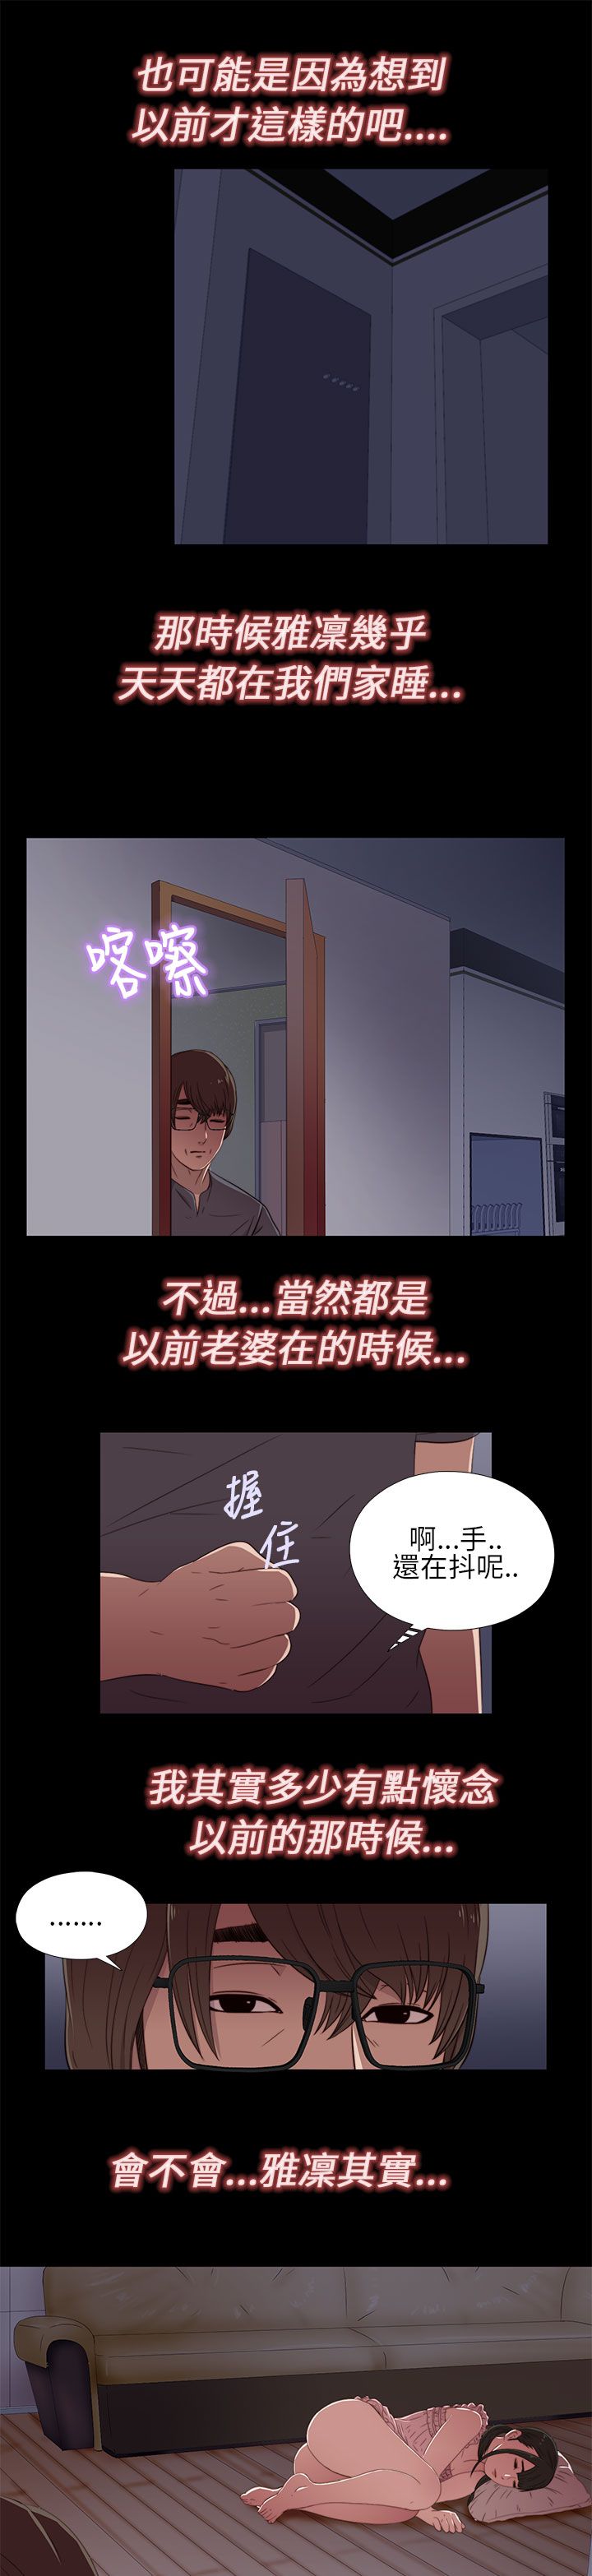 也可能是因為想到
以前才這樣的吧....
那時候雅凜幾乎
天天都在我們家睡...
喀嚓
不過...當然都是
以前老婆在的時候...
握住
啊...手..
還在抖呢..
我其實多少有點懷念
以前的那時候...
.......
會不會...雅凜其實...